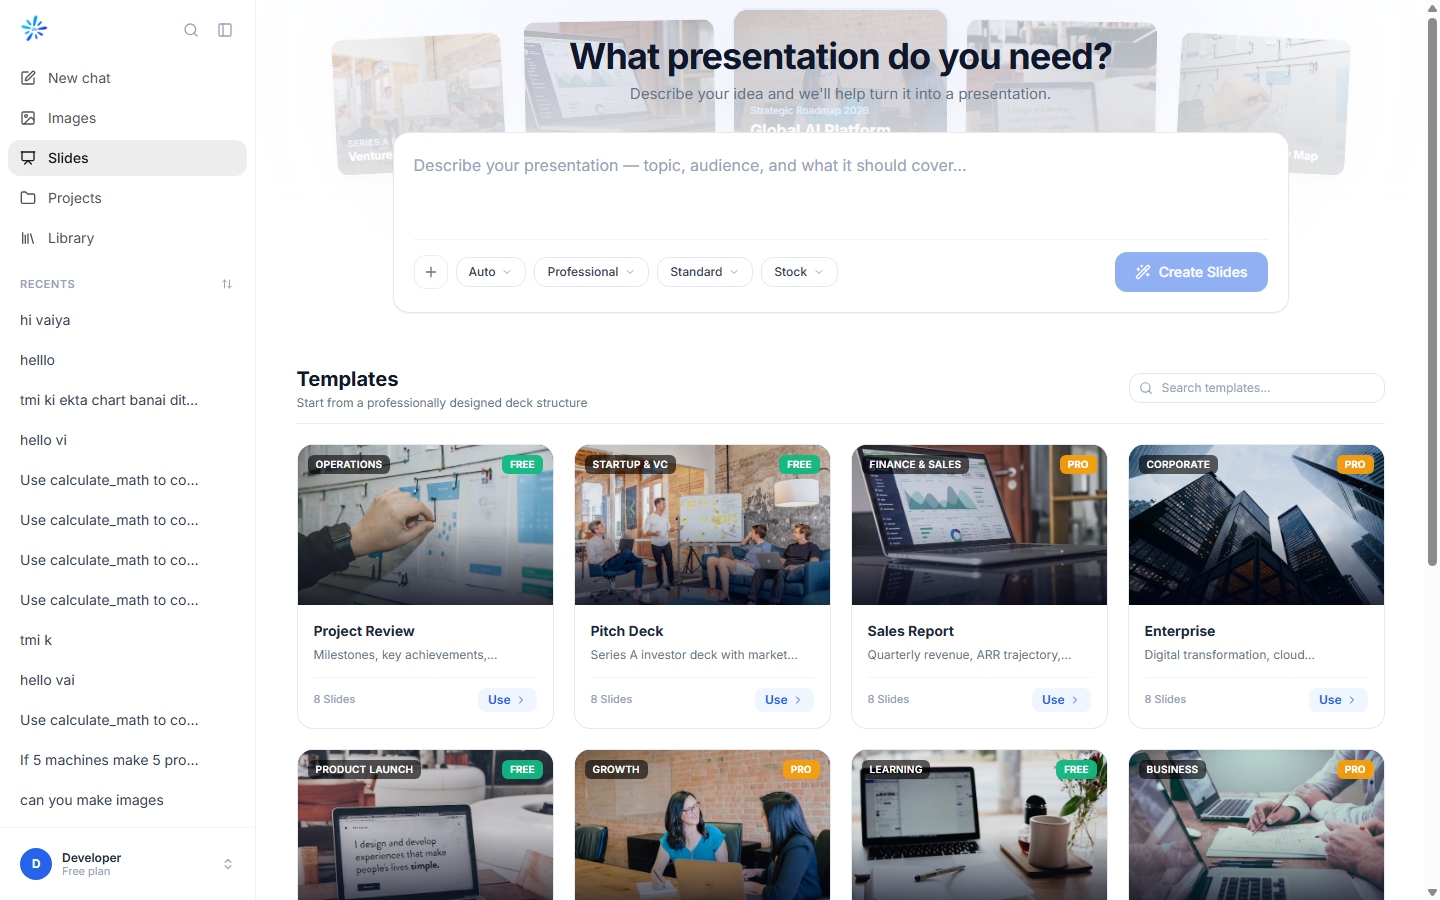 New chat
Images
Slides
Projects
Library
RECENTS
hi vaiya
helllo
tmi ki ekta chart banai dit...
hello vi
Use calculate_math to co...
Use calculate_math to co...
Use calculate_math to co...
Use calculate_math to co...
tmi k
hello vai
Use calculate_math to co...
If 5 machines make 5 pro...
can you make images
D
Developer
Free plan
What presentation do you need?
Describe your idea and we'll help turn it into a presentation.
Strategic Roadmap 2026
Global AI Platform
SERIES A
Venture
Map
Describe your presentation — topic, audience, and what it should cover...
Auto
Professional
Standard
Stock
Create Slides
Templates
Start from a professionally designed deck structure
Search templates...
OPERATIONS
FREE
Project Review
Milestones, key achievements,...
8 Slides
Use
STARTUP & VC
FREE
Pitch Deck
Series A investor deck with market...
8 Slides
Use
FINANCE & SALES
PRO
Sales Report
Quarterly revenue, ARR trajectory,...
8 Slides
Use
CORPORATE
PRO
Enterprise
Digital transformation, cloud...
8 Slides
Use
PRODUCT LAUNCH
FREE
I design and develop
experiences that make
people's lives simple.
GROWTH
PRO
LEARNING
FREE
BUSINESS
PRO